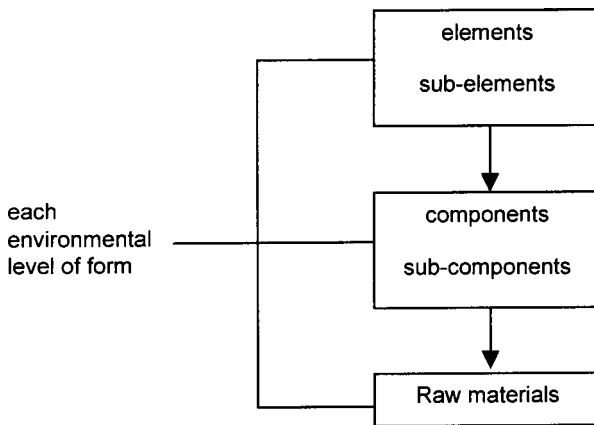 elements
sub-elements
each
environmental
level of form
components
sub-components
Raw materials